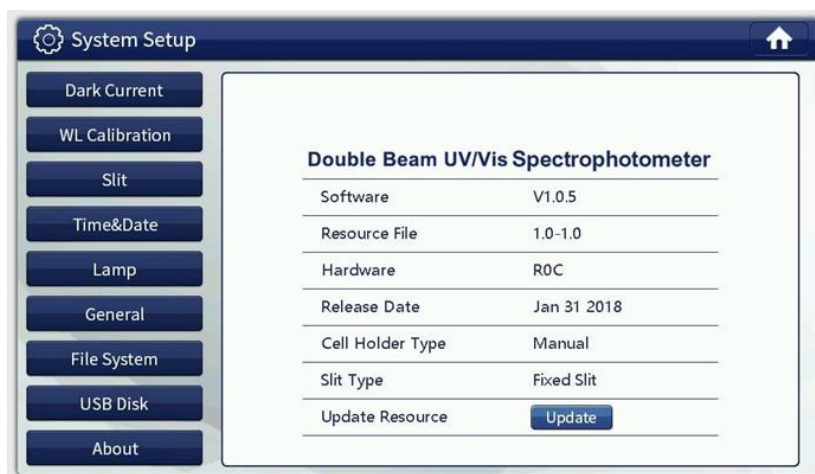 System Setup
Dark Current
WL Calibration
Slit
Time&Date
Lamp
General
File System
USB Disk
About
Double Beam UV/Vis Spectrophotometer
Software V1.0.5
Resource File 1.0-1.0
Hardware R0C
Release Date Jan 31 2018
Cell Holder Type Manual
Slit Type Fixed Slit
Update Resource Update